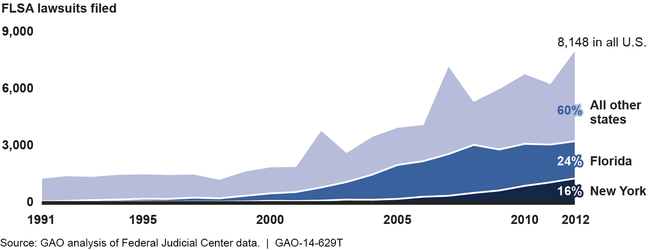 FLSA lawsuits filed
9,000
8,148 in all U.S.
6,000
60% All other
states
3,000
24% Florida
16% New York
0
1991 1995 2000 2005 2010 2012
Source: GAO analysis of Federal Judicial Center data. | GAO-14-629T